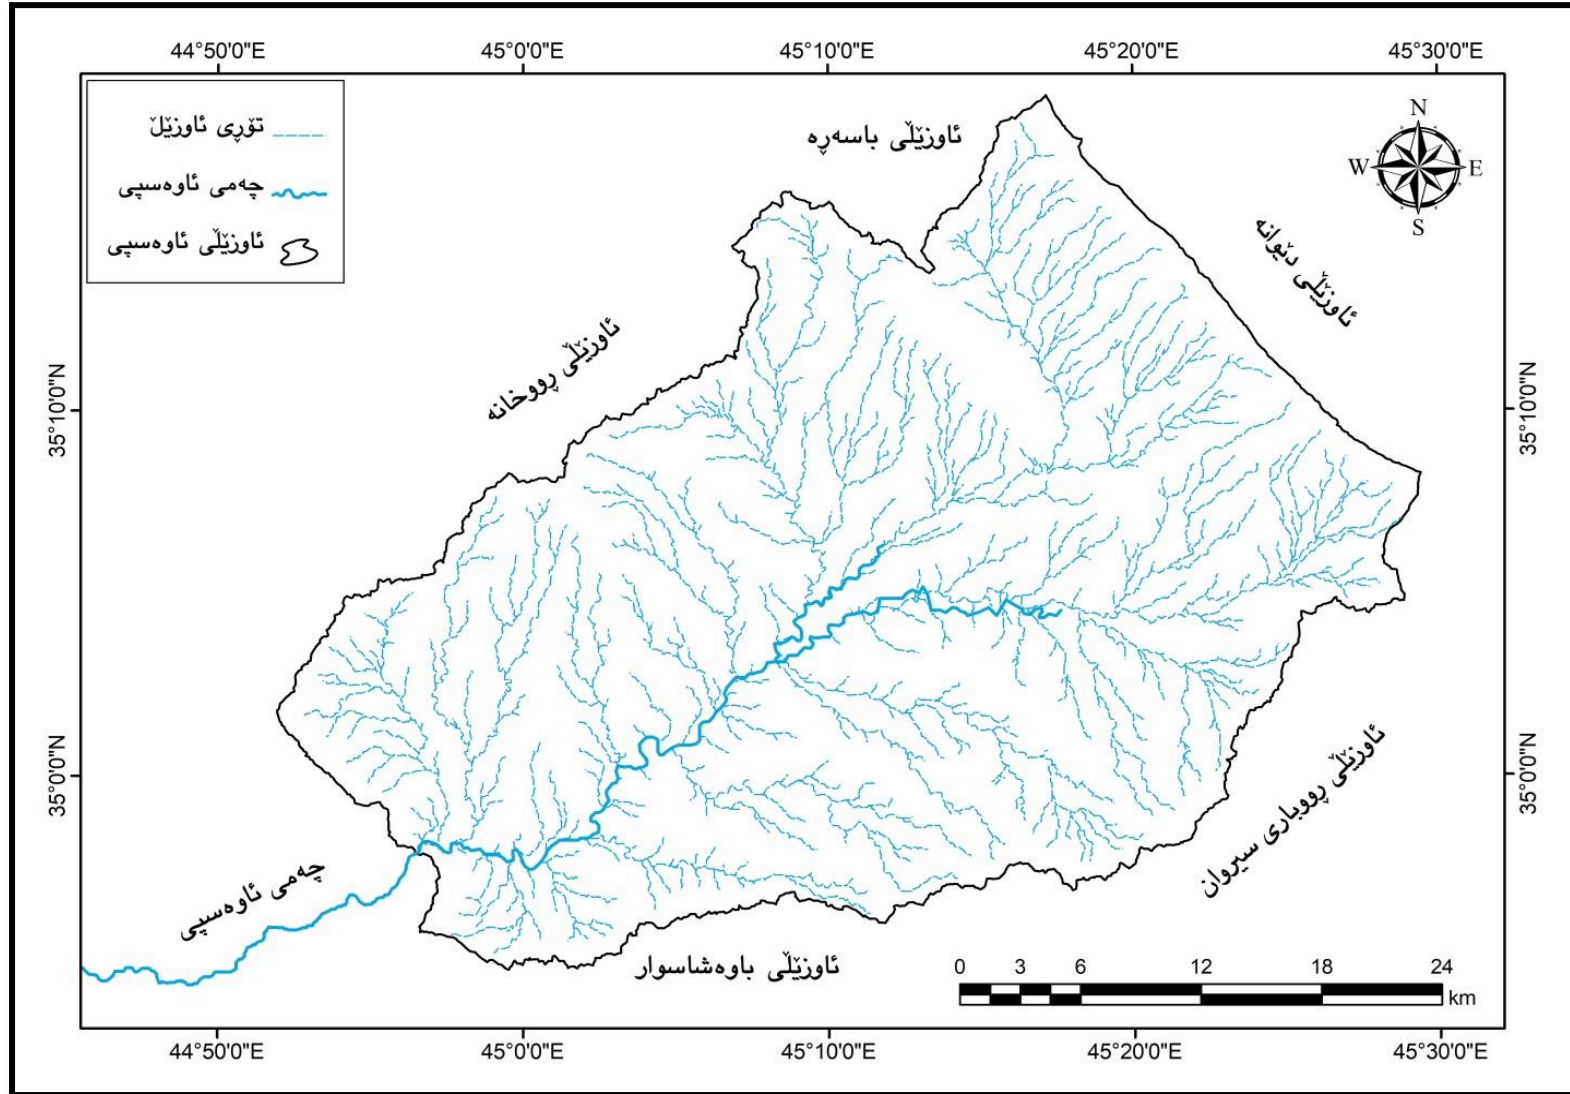 44°50'0"E 45°0'0"E 45°10'0"E 45°20'0"E 45°30'0"E
تۆڕی ئاوزێڵ
چەمی ئاوەسپی
ئاوزێڵی ئاوەسپی
ئاوزێڵی باسەڕە
N
W E
S
ئاوزێڵی دێوانە
ئاوزێڵی ڕووخانە
35°10'0"N 35°10'0"N
ئاوزێڵی ڕووباری سیروان
35°0'0"N 35°0'0"N
چەمی ئاوەسپی
ئاوزێڵی باوەشاسوار
0 3 6 12 18 24
km
44°50'0"E 45°0'0"E 45°10'0"E 45°20'0"E 45°30'0"E